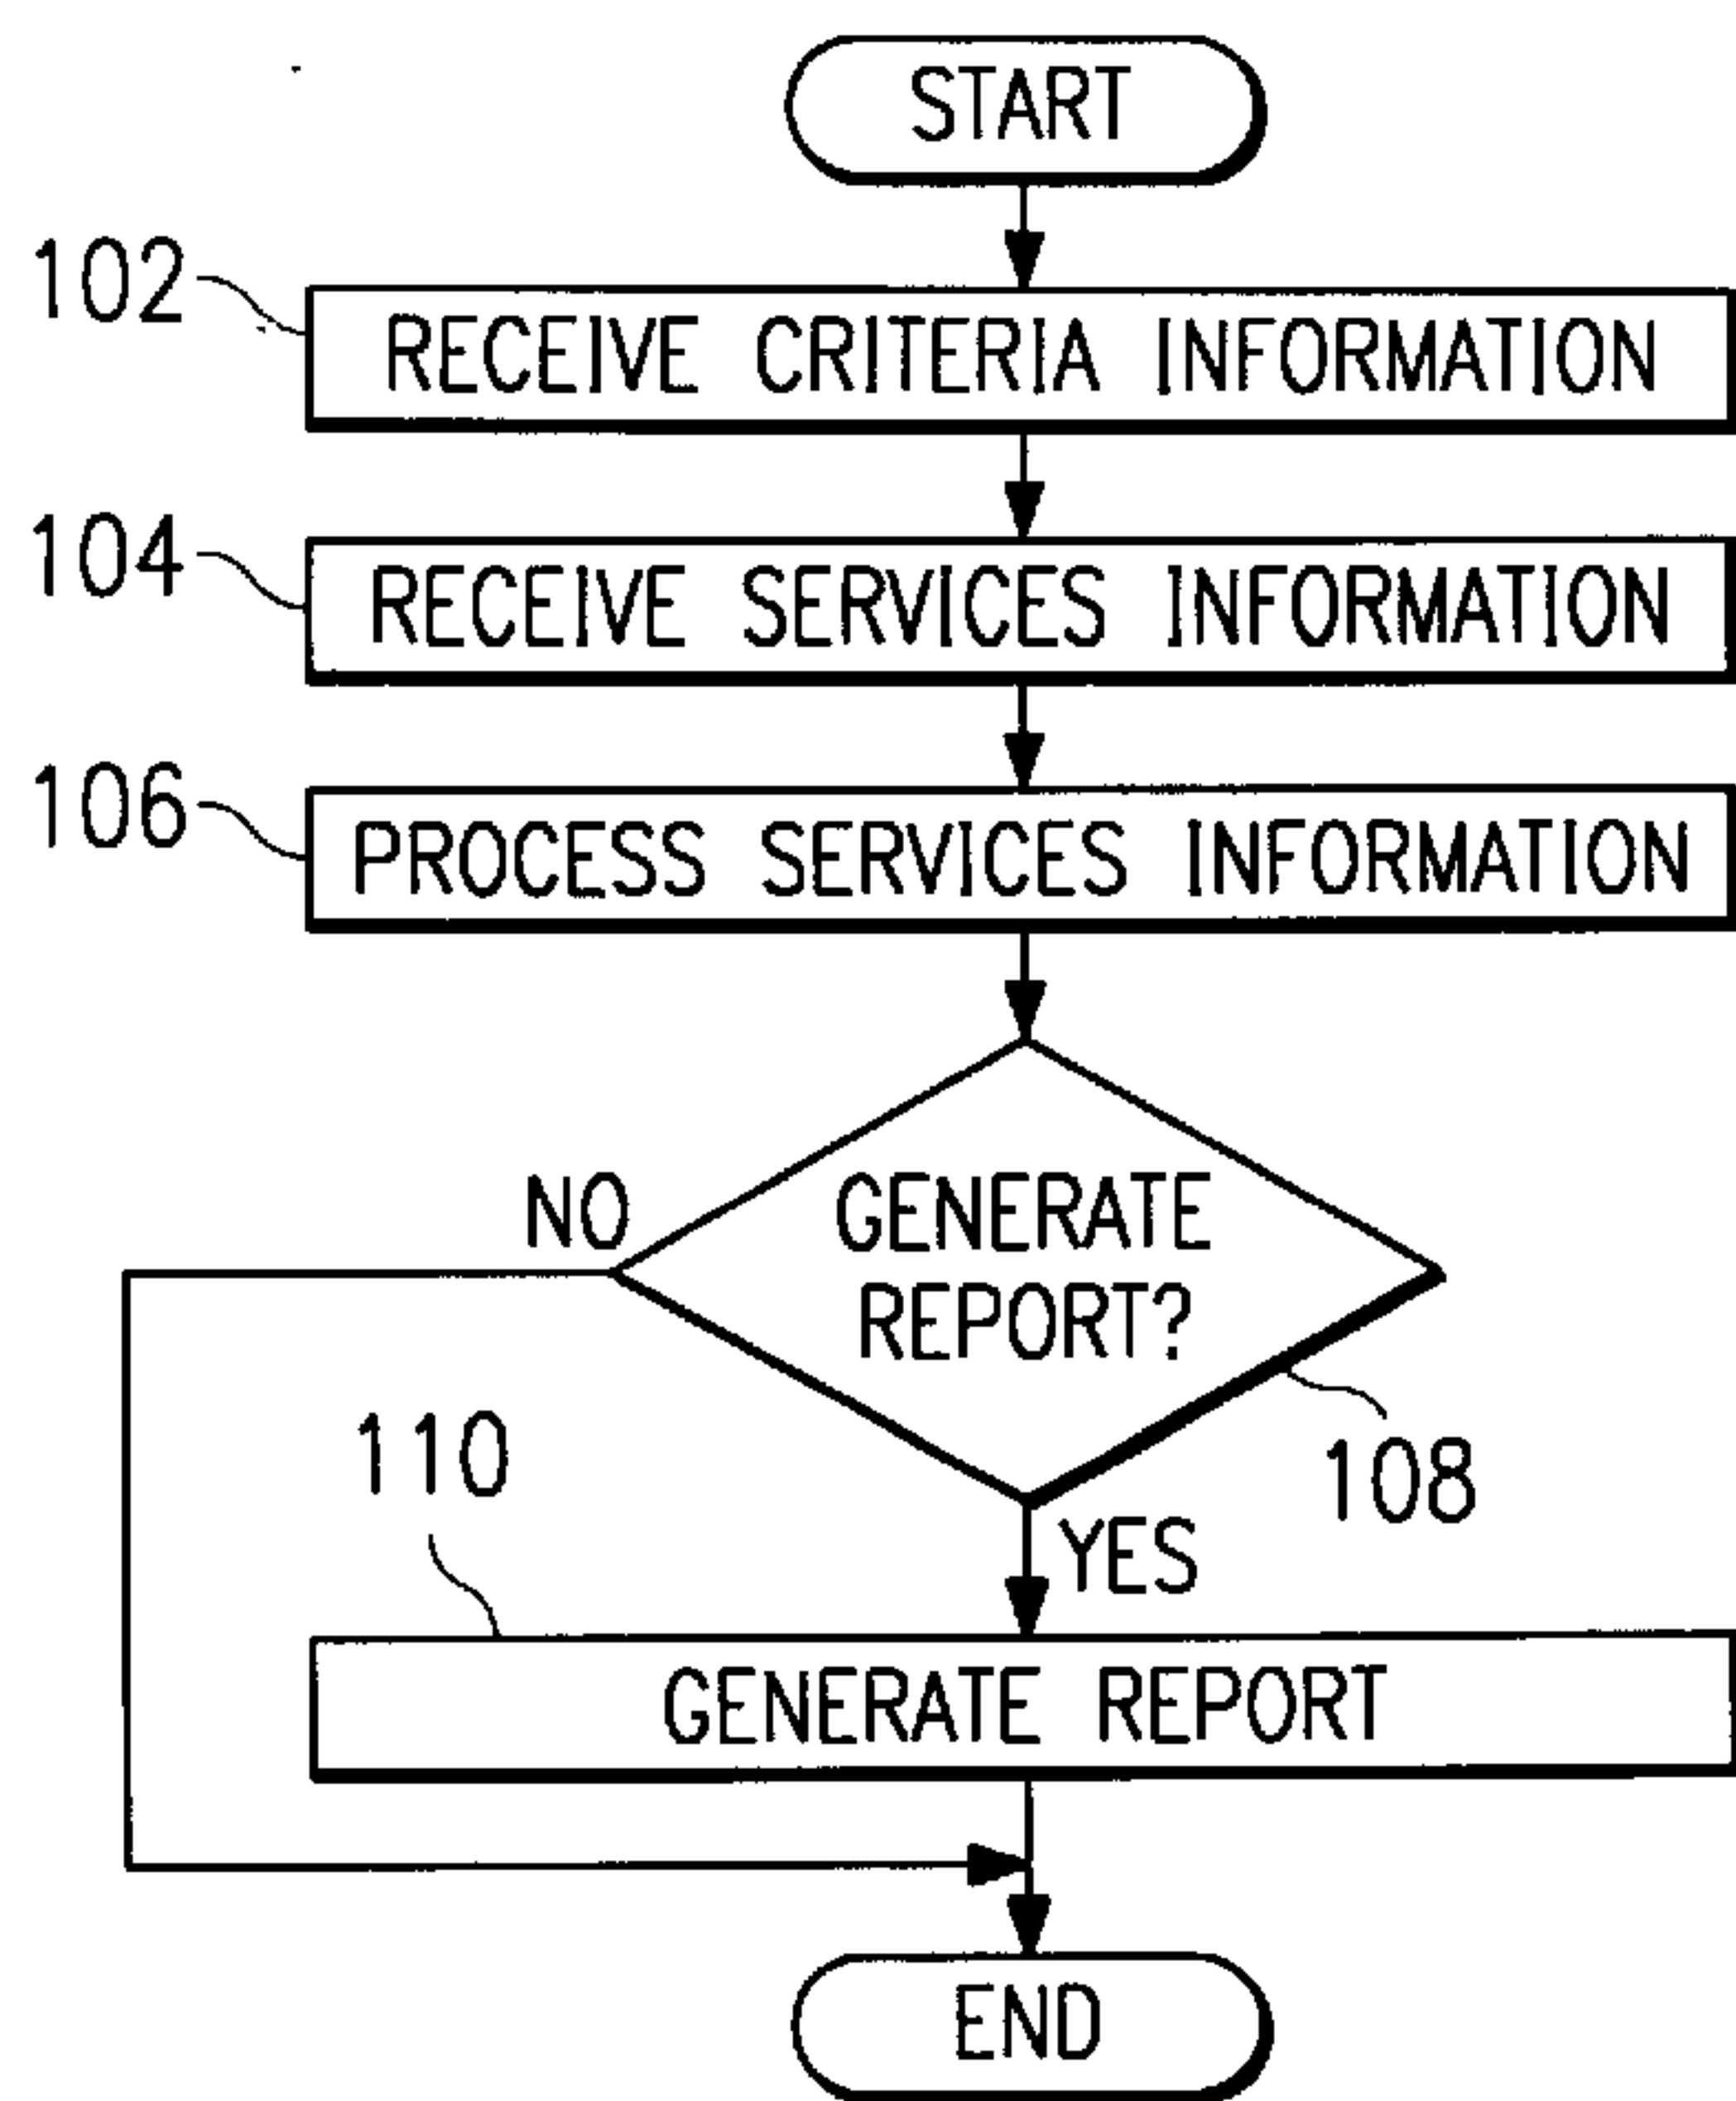 START
102
RECEIVE CRITERIA INFORMATION
104
RECEIVE SERVICES INFORMATION
106
PROCESS SERVICES INFORMATION
NO
GENERATE
REPORT?
108
110
YES
GENERATE REPORT
END